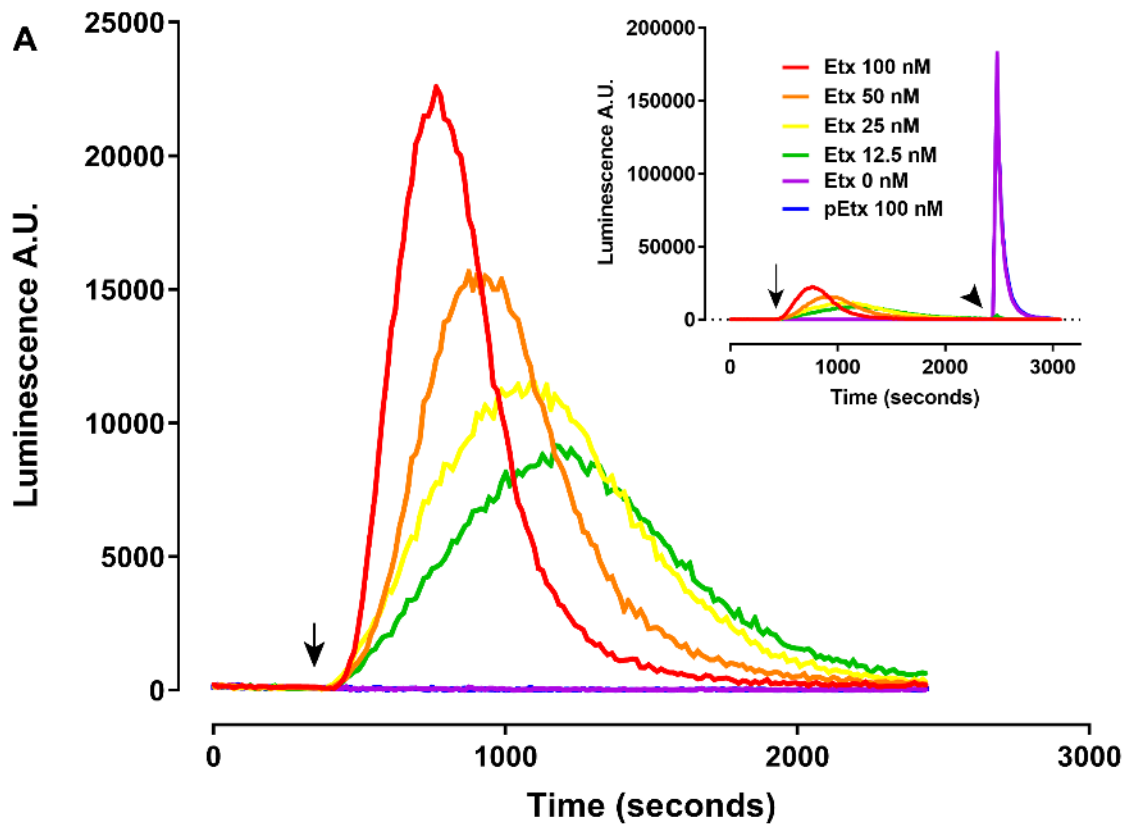 A
Luminescence A.U.
25000
20000
15000
10000
5000
0
0 1000 2000 3000
Time (seconds)
Luminescence A.U.
200000
150000
100000
50000
0
Etx 100 nM
Etx 50 nM
Etx 25 nM
Etx 12.5 nM
Etx 0 nM
pEtx 100 nM
0 1000 2000 3000
Time (seconds)